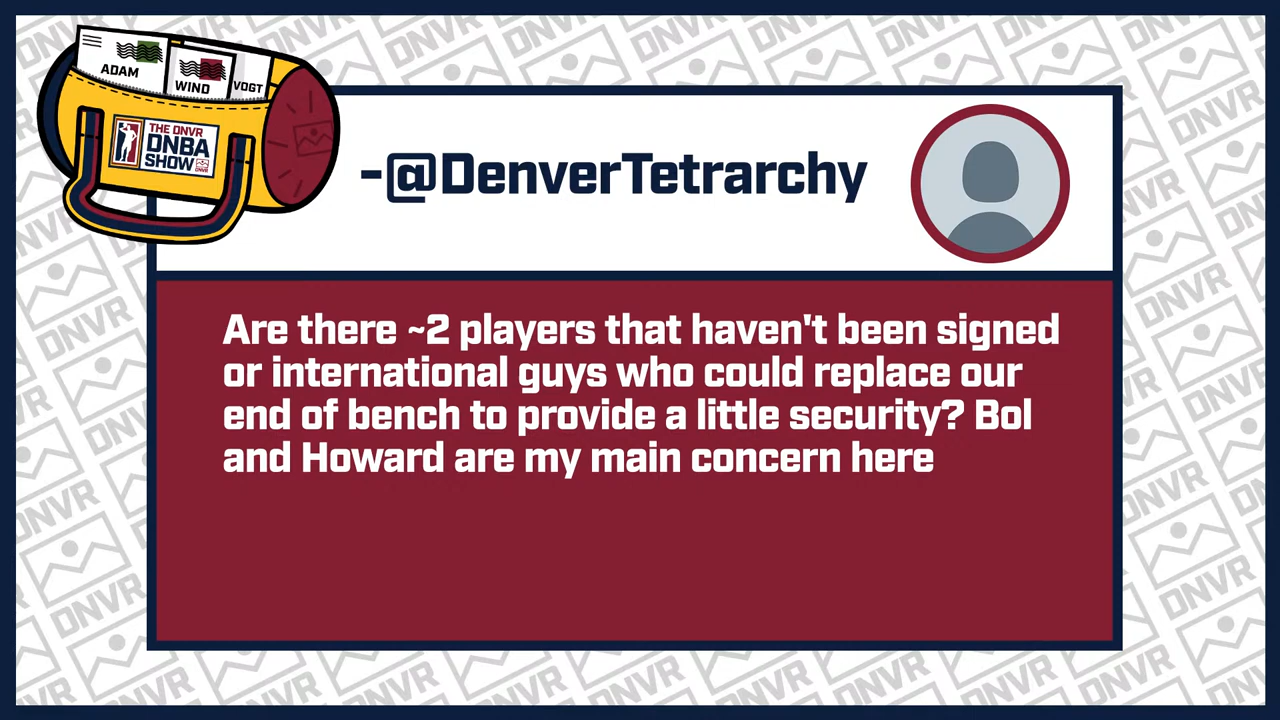 ADAM
WIND
VOGT
THE DNVR
DNBA
SHOW
DNVR
-@DenverTetrarchy
Are there ~2 players that haven't been signed
or international guys who could replace our
end of bench to provide a little security? Bol
and Howard are my main concern here